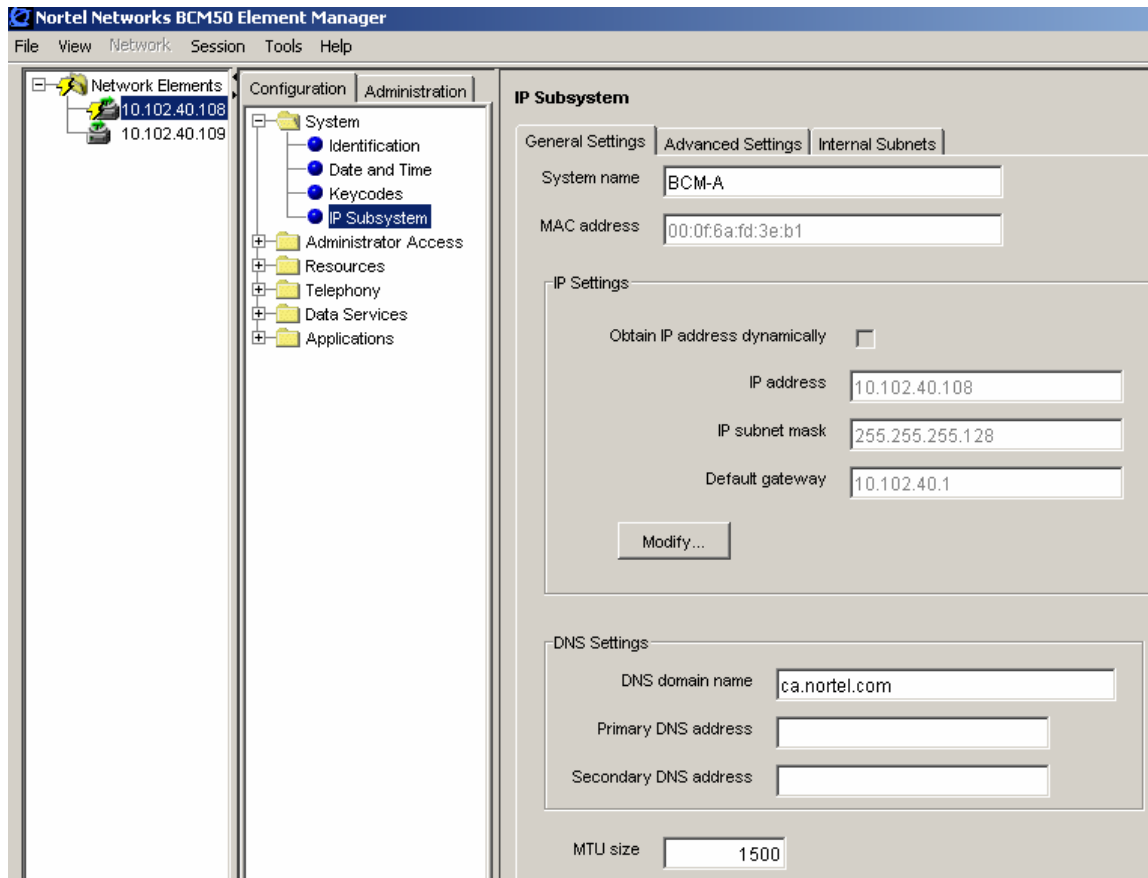 Nortel Networks BCM50 Element Manager
File View Network Session Tools Help
Network Elements
10.102.40.108
10.102.40.109
Configuration Administration
System
Identification
Date and Time
Keycodes
IP Subsystem
Administrator Access
Resources
Telephony
Data Services
Applications
IP Subsystem
General Settings Advanced Settings Internal Subnets
System name BCM-A
MAC address 00:0f:6a:fd:3e:b1
IP Settings
Obtain IP address dynamically
IP address 10.102.40.108
IP subnet mask 255.255.255.128
Default gateway 10.102.40.1
Modify...
DNS Settings
DNS domain name ca.nortel.com
Primary DNS address
Secondary DNS address
MTU size 1500